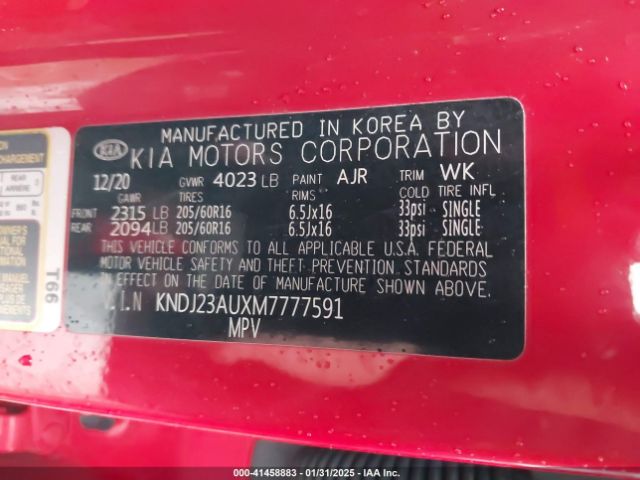 MANUFACTURED IN KOREA BY
KIA KIA MOTORS CORPORATION
12/20 GVWR 4023 LB PAINT AJR TRIM WK
GAWR TIRES RIMS COLD TIRE INFL
FRONT 2315 LB 205/60R16 6.5Jx16 33psi SINGLE
REAR 2094 LB 205/60R16 6.5Jx16 33psi SINGLE
THIS VEHICLE CONFORMS TO ALL APPLICABLE U.S.A. FEDERAL
MOTOR VEHICLE SAFETY AND THEFT PREVENTION STANDARDS
IN EFFECT ON THE DATE OF MANUFACTURE SHOWN ABOVE.
V.I.N KNDJ23AUXM7777591
MPV
T66
000-41458883 - 01/31/2025 - IAA Inc.